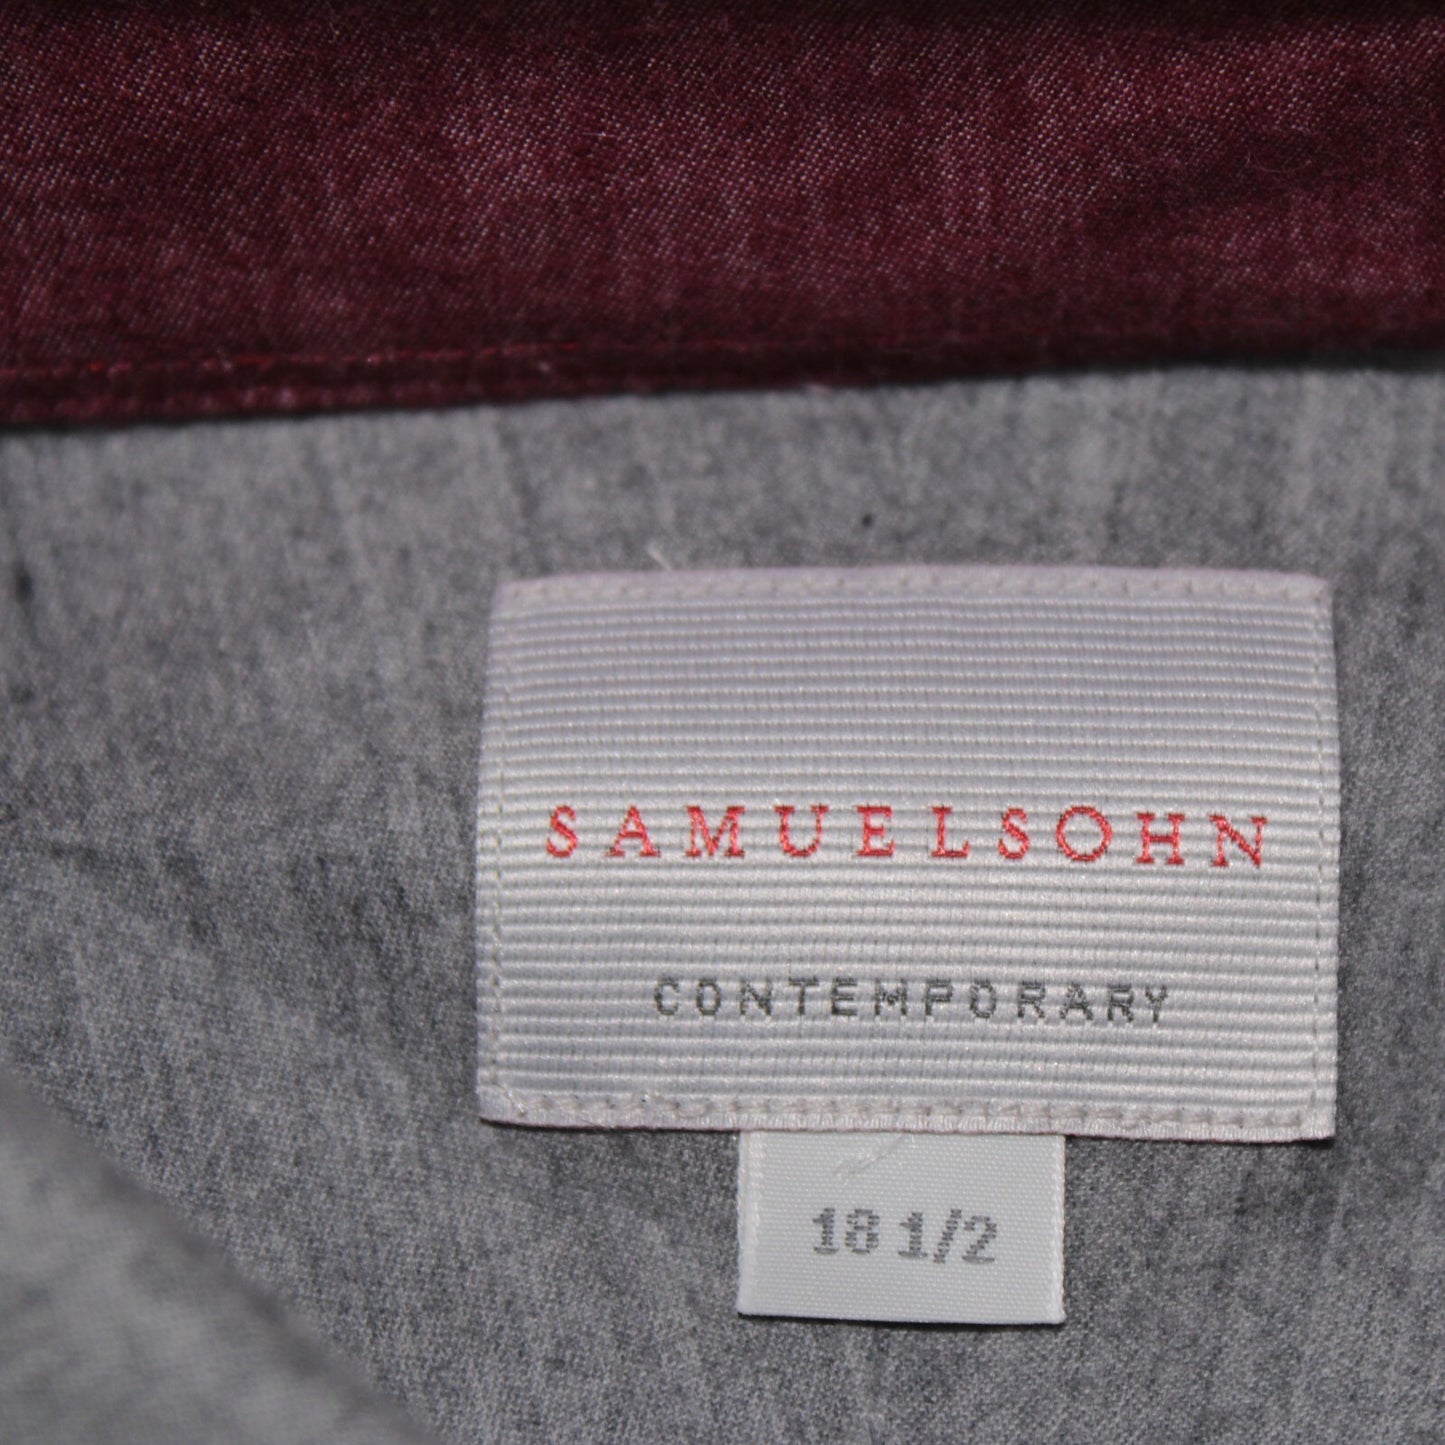 SAMUELSOHN
CONTEMPORARY
18 1/2